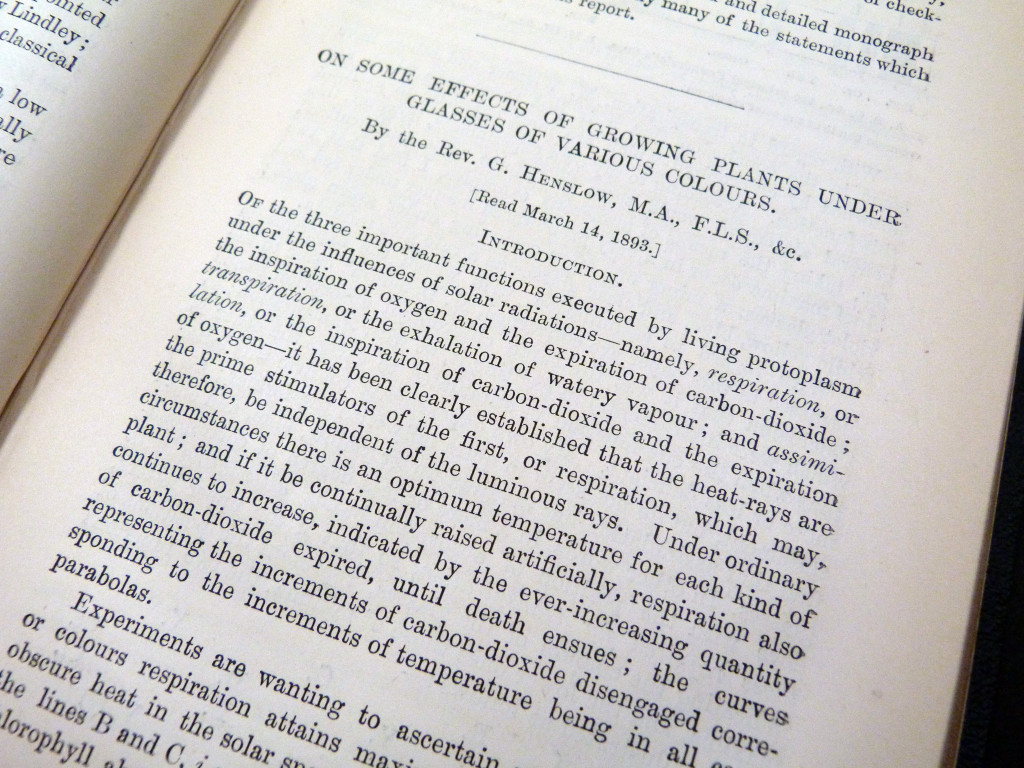 ointed
Lindley;
classical
low
ally
re
of check-
and detailed monograph
many of the statements which
s report.
ON SOME EFFECTS OF GROWING PLANTS UNDER
GLASSES OF VARIOUS COLOURS.
By the Rev. G. HENSLOW, M.A., F.L.S., &c.
[Read March 14, 1893.]
INTRODUCTION.
OF the three important functions executed by living protoplasm
under the influences of solar radiations—namely, respiration, or
the inspiration of oxygen and the expiration of carbon-dioxide;
transpiration, or the exhalation of watery vapour; and assimi-
lation, or the inspiration of carbon-dioxide and the expiration
of oxygen—it has been clearly established that the heat-rays are
the prime stimulators of the first, or respiration, which may,
therefore, be independent of the luminous rays. Under ordinary
circumstances there is an optimum temperature for each kind of
plant; and if it be continually raised artificially, respiration also
continues to increase, indicated by the ever-increasing quantity
of carbon-dioxide expired, until death ensues; the curves
representing the increments of carbon-dioxide disengaged corre-
sponding to the increments of temperature being in all
parabolas.
Experiments are wanting to ascertain
or colours respiration attains
obscure heat in the solar
the lines B and C,
lorophyll